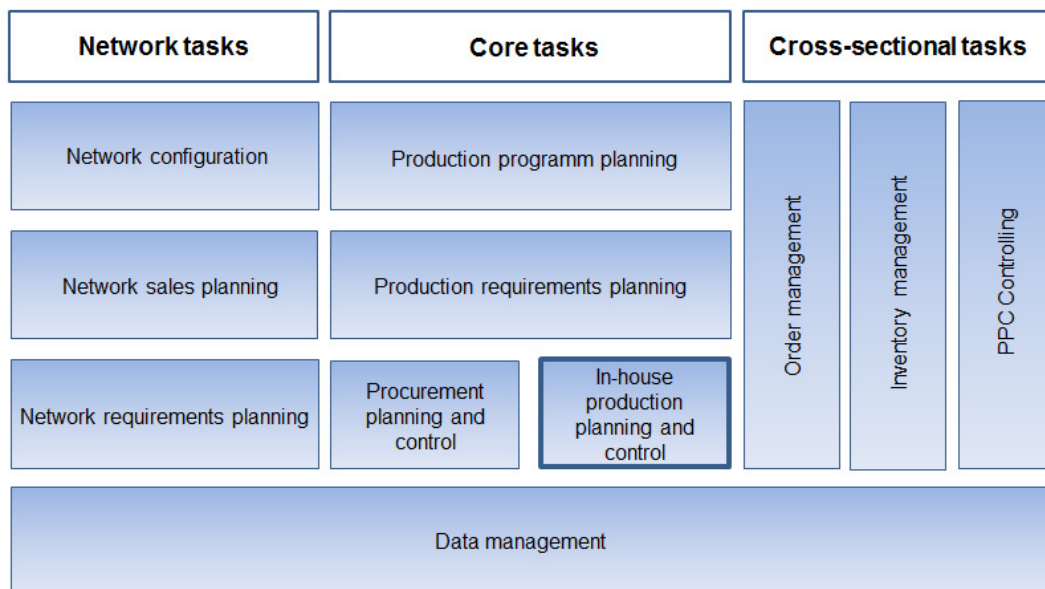 Network tasks
Core tasks
Cross-sectional tasks
Network configuration
Production programm planning
Order management
Inventory management
PPC Controlling
Network sales planning
Production requirements planning
Network requirements planning
Procurement
planning and
control
In-house
production
planning and
control
Data management